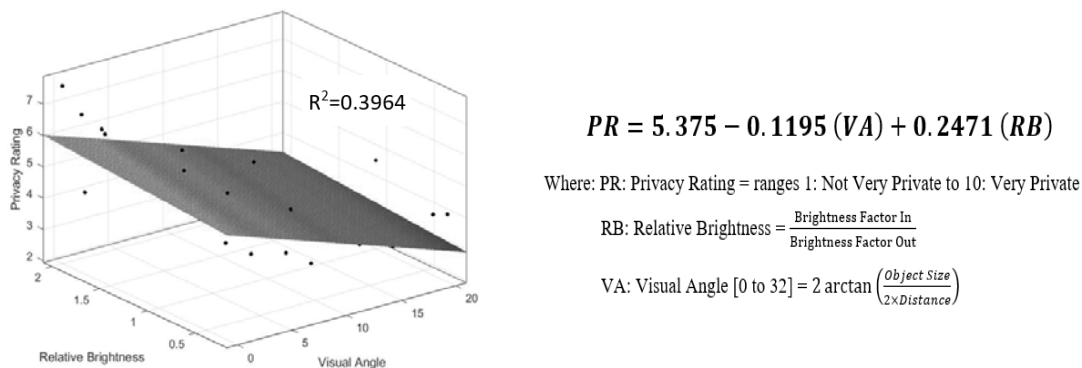 R²=0.3964
7
6
5
4
3
2
Privacy Rating
2
1.5
1
0.5
Relative Brightness
0
5
10
15
20
Visual Angle
PR = 5.375 − 0.1195 (VA) + 0.2471 (RB)
Where: PR: Privacy Rating = ranges 1: Not Very Private to 10: Very Private
RB: Relative Brightness = Brightness Factor In / Brightness Factor Out
VA: Visual Angle [0 to 32] = 2 arctan (Object Size / 2×Distance)